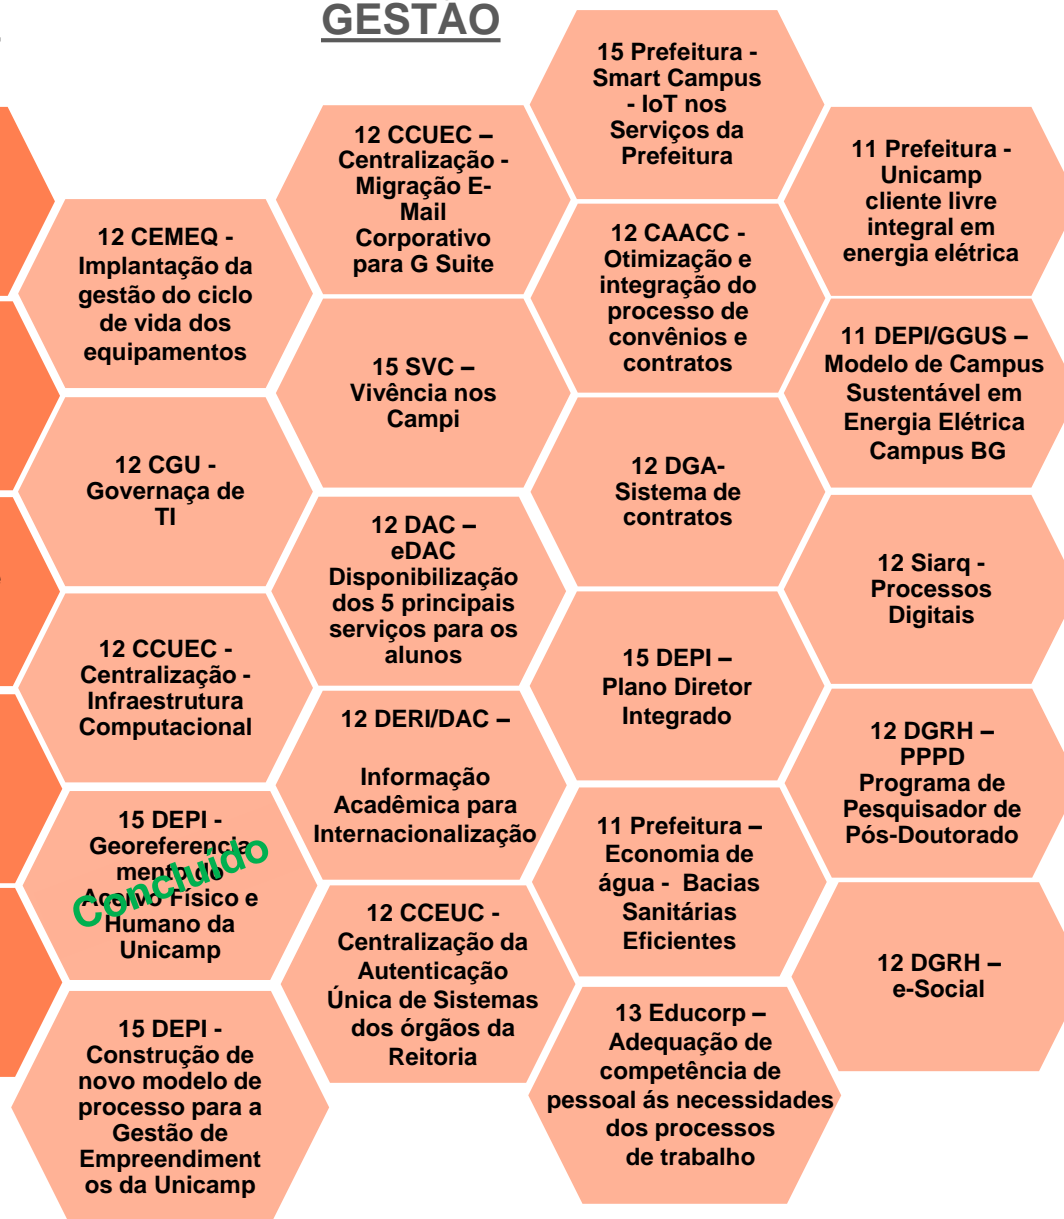 GESTÃO
12 CEMEQ -
Implantação da
gestão do ciclo
de vida dos
equipamentos
12 CGU -
Governaça de
TI
12 CCUEC -
Centralização -
Infraestrutura
Computacional
15 DEPI -
Georeferencia
mento do
Acervo Físico e
Humano da
Unicamp
Concluído
15 DEPI -
Construção de
novo modelo de
processo para a
Gestão de
Empreendiment
os da Unicamp
12 CCUEC –
Centralização -
Migração E-
Mail
Corporativo
para G Suite
15 SVC –
Vivência nos
Campi
12 DAC –
eDAC
Disponibilização
dos 5 principais
serviços para os
alunos
12 DERI/DAC –
Informação
Acadêmica para
Internacionalização
12 CCEUC -
Centralização da
Autenticação
Única de Sistemas
dos órgãos da
Reitoria
15 Prefeitura -
Smart Campus
- IoT nos
Serviços da
Prefeitura
12 CAACC -
Otimização e
integração do
processo de
convênios e
contratos
12 DGA-
Sistema de
contratos
15 DEPI –
Plano Diretor
Integrado
11 Prefeitura –
Economia de
água - Bacias
Sanitárias
Eficientes
13 Educorp –
Adequação de
competência de
pessoal ás necessidades
dos processos
de trabalho
11 Prefeitura -
Unicamp
cliente livre
integral em
energia elétrica
11 DEPI/GGUS –
Modelo de Campus
Sustentável em
Energia Elétrica
Campus BG
12 Siarq -
Processos
Digitais
12 DGRH –
PPPD
Programa de
Pesquisador de
Pós-Doutorado
12 DGRH –
e-Social